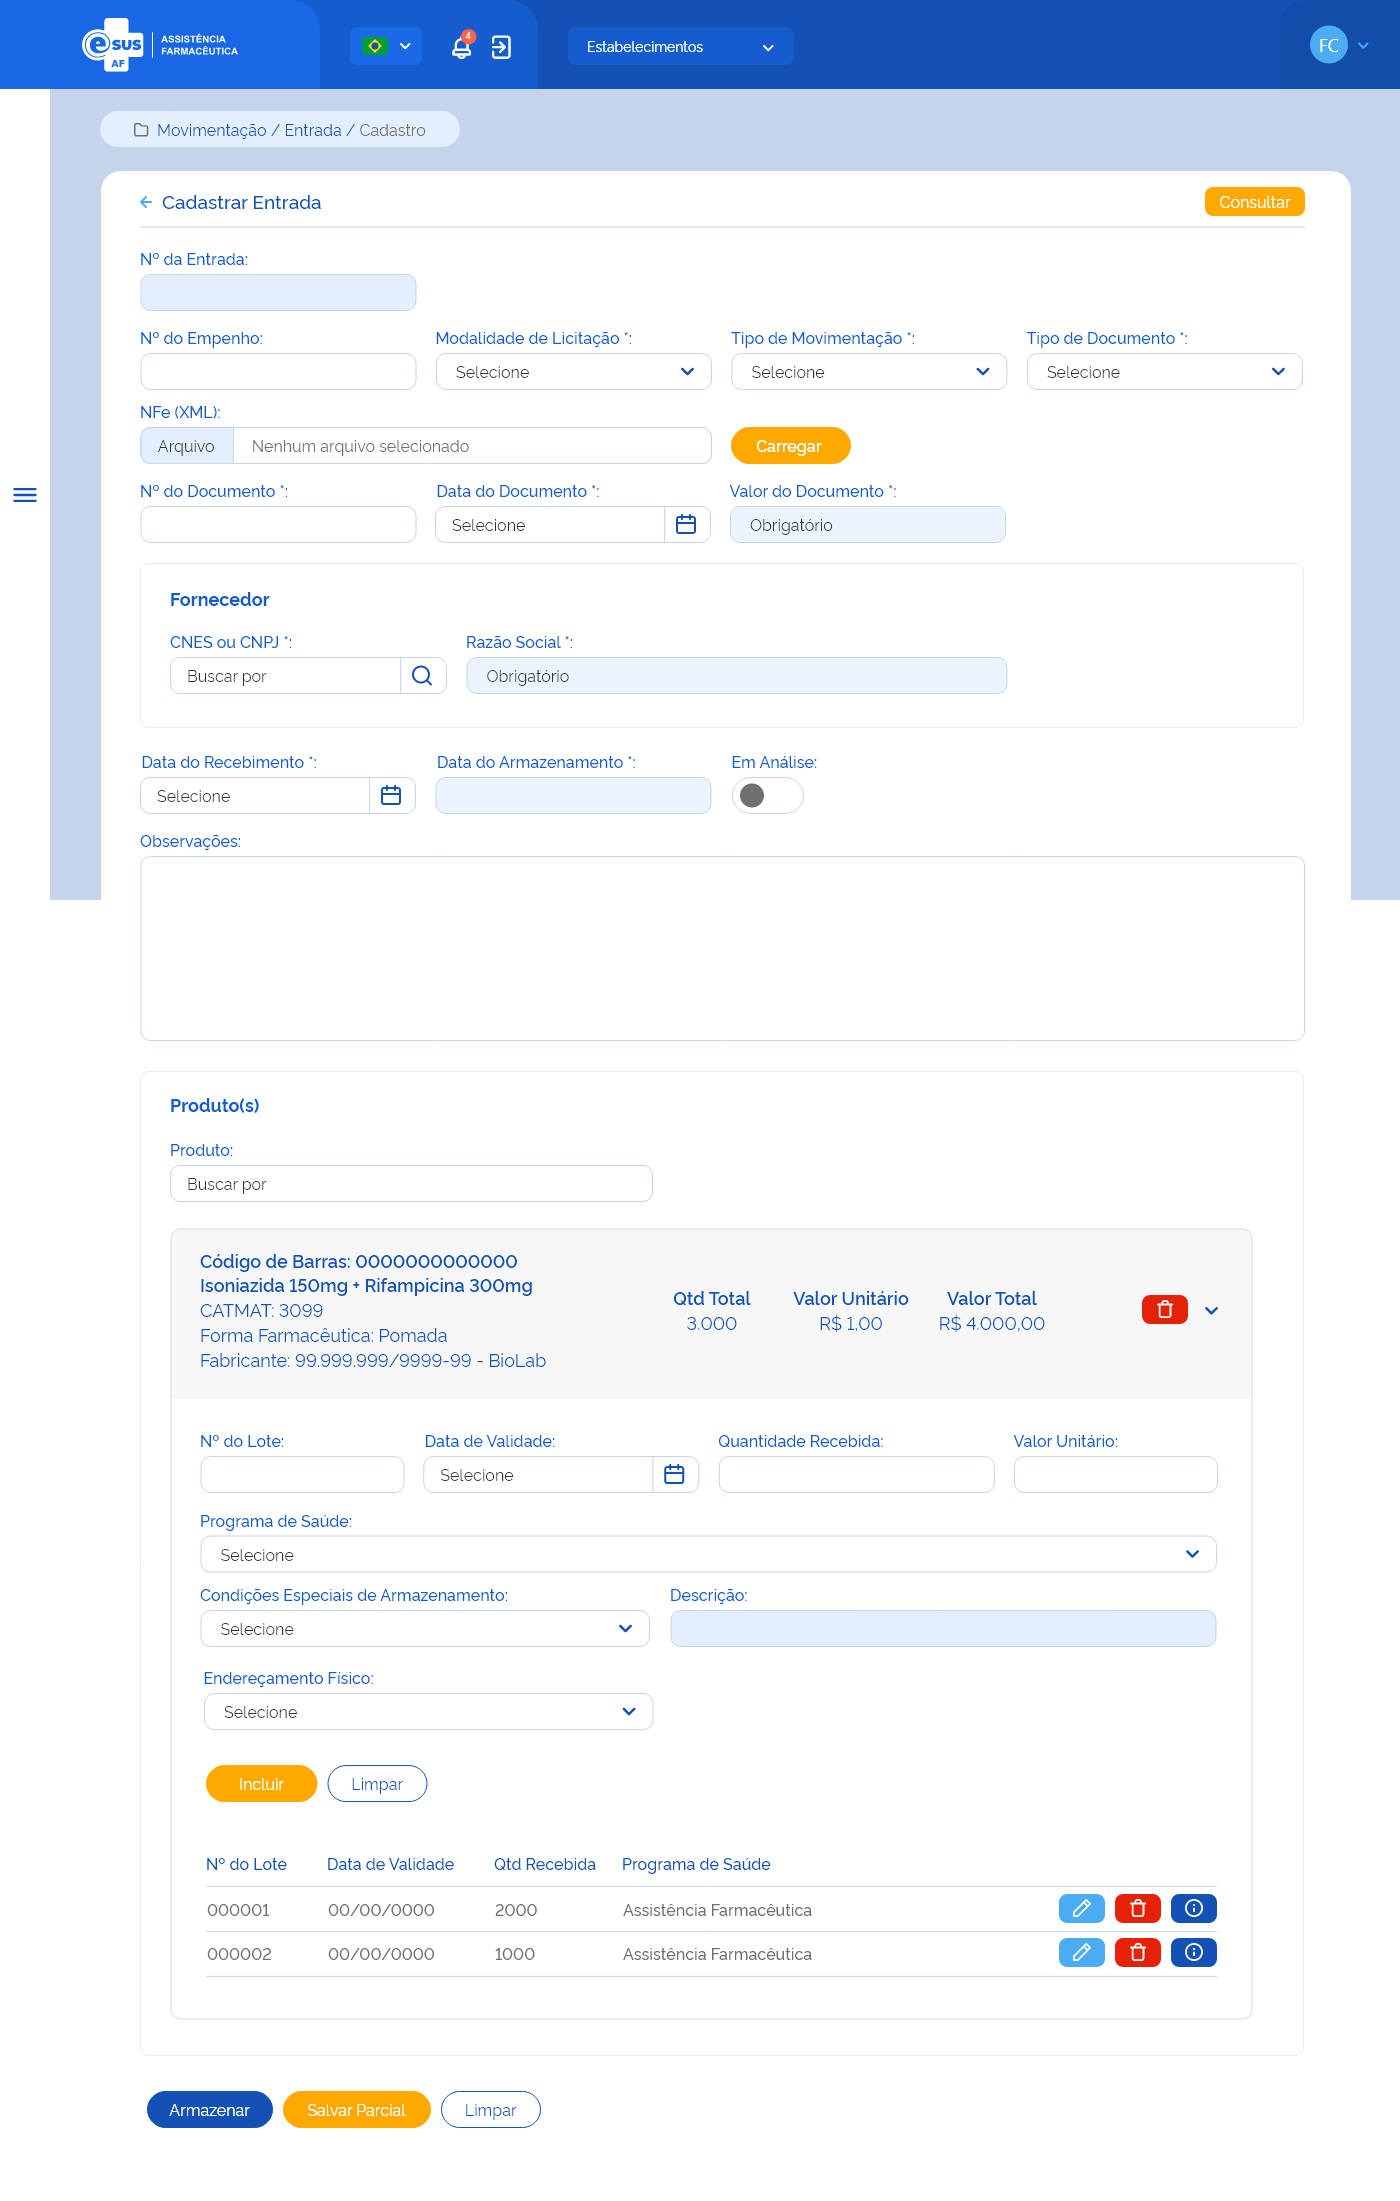 e sus AF
ASSISTÊNCIA
FARMACÊUTICA
4
Estabelecimentos
FC
Movimentação / Entrada / Cadastro
Cadastrar Entrada
Consultar
Nº da Entrada:
Nº do Empenho: Modalidade de Licitação *: Tipo de Movimentação *: Tipo de Documento *:
Selecione Selecione Selecione
NFe (XML):
Arquivo Nenhum arquivo selecionado Carregar
Nº do Documento *: Data do Documento *: Valor do Documento *:
Selecione Obrigatório
Fornecedor
CNES ou CNPJ *: Razão Social *:
Buscar por Obrigatório
Data do Recebimento *: Data do Armazenamento *: Em Análise:
Selecione
Observações:
Produto(s)
Produto:
Buscar por
Código de Barras: 0000000000000
Isoniazida 150mg + Rifampicina 300mg
CATMAT: 3099
Forma Farmacêutica: Pomada
Fabricante: 99.999.999/9999-99 - BioLab
Qtd Total Valor Unitário Valor Total
3.000 R$ 1,00 R$ 4.000,00
Nº do Lote: Data de Validade: Quantidade Recebida: Valor Unitário:
Selecione
Programa de Saúde:
Selecione
Condições Especiais de Armazenamento: Descrição:
Selecione
Endereçamento Físico:
Selecione
Incluir Limpar
Nº do Lote Data de Validade Qtd Recebida Programa de Saúde
000001 00/00/0000 2000 Assistência Farmacêutica
000002 00/00/0000 1000 Assistência Farmacêutica
Armazenar Salvar Parcial Limpar